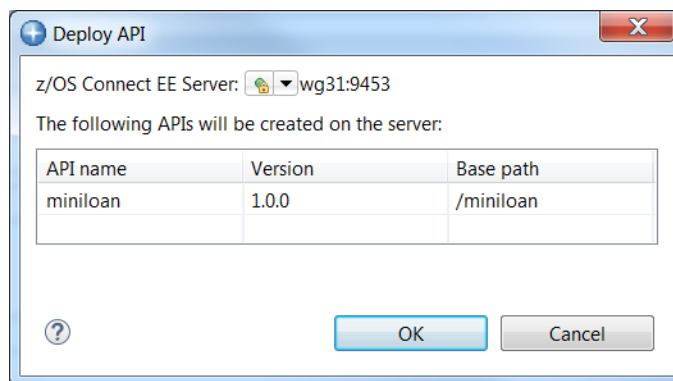 Deploy API
z/OS Connect EE Server: wg31:9453
The following APIs will be created on the server:
API name Version Base path
miniloan 1.0.0 /miniloan
? OK Cancel